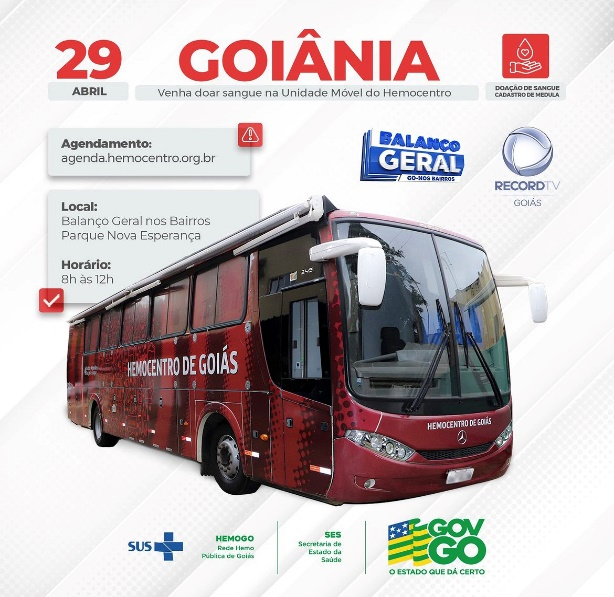 29
ABRIL
GOIÂNIA
Venha doar sangue na Unidade Móvel do Hemocentro
DOAÇÃO DE SANGUE
CADASTRO DE MEDULA
Agendamento:
agenda.hemocentro.org.br
BALANÇO
GERAL
GO-NOS BAIRROS
RECORDTV
GOIÁS
Local:
Balanço Geral nos Bairros
Parque Nova Esperança
Horário:
8h às 12h
HEMOCENTRO DE GOIÁS
HEMOCENTRO DE GOIÁS
SUS
HEMOGO
Rede Hemo
Pública de Goiás
SES
Secretaria de
Estado da
Saúde
GOV
GO
O ESTADO QUE DÁ CERTO